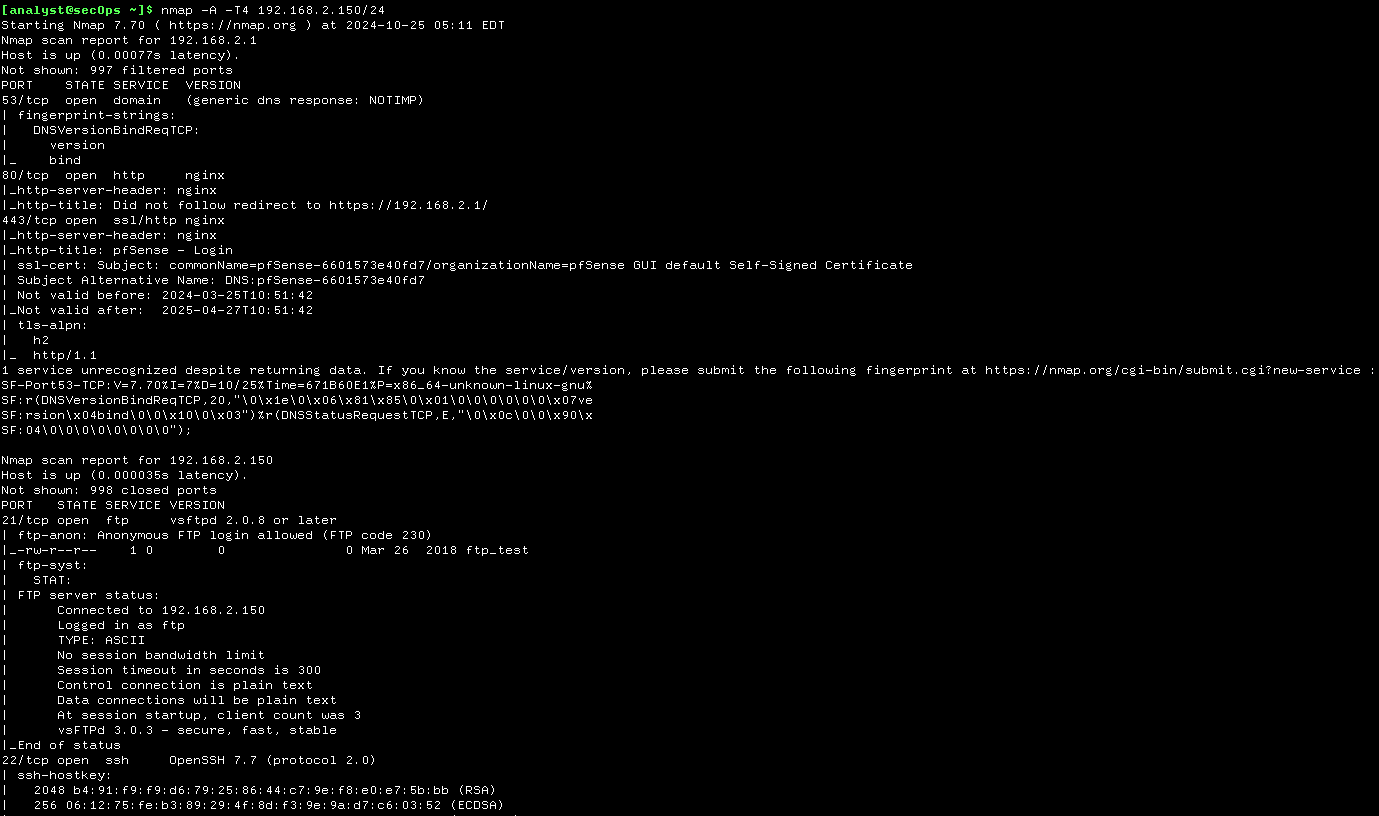 [analyst@secOps ~]$ nmap -A -T4 192.168.2.150/24
Starting Nmap 7.70 ( https://nmap.org ) at 2024-10-25 05:11 EDT
Nmap scan report for 192.168.2.1
Host is up (0.00077s latency).
Not shown: 997 filtered ports
PORT    STATE SERVICE  VERSION
53/tcp  open  domain   (generic dns response: NOTIMP)
| fingerprint-strings:
|   DNSVersionBindReqTCP:
|     version
|_    bind
80/tcp  open  http     nginx
|_http-server-header: nginx
|_http-title: Did not follow redirect to https://192.168.2.1/
443/tcp open  ssl/http nginx
|_http-server-header: nginx
|_http-title: pfSense - Login
| ssl-cert: Subject: commonName=pfSense-6601573e40fd7/organizationName=pfSense GUI default Self-Signed Certificate
| Subject Alternative Name: DNS:pfSense-6601573e40fd7
| Not valid before: 2024-03-25T10:51:42
|_Not valid after:  2025-04-27T10:51:42
| tls-alpn:
|   h2
|_  http/1.1
1 service unrecognized despite returning data. If you know the service/version, please submit the following fingerprint at https://nmap.org/cgi-bin/submit.cgi?new-service :
SF-Port53-TCP:V=7.70%I=7%D=10/25%Time=671B60E1%P=x86_64-unknown-linux-gnu%
SF:r(DNSVersionBindReqTCP,20,"\0\x1e\0\x06\x81\x85\0\x01\0\0\0\0\0\0\x07ve
SF:rsion\x04bind\0\0\x10\0\x03")%r(DNSStatusRequestTCP,E,"\0\x0c\0\0\x90\x
SF:04\0\0\0\0\0\0\0\0");

Nmap scan report for 192.168.2.150
Host is up (0.000035s latency).
Not shown: 998 closed ports
PORT   STATE SERVICE VERSION
21/tcp open  ftp     vsftpd 2.0.8 or later
| ftp-anon: Anonymous FTP login allowed (FTP code 230)
|_-rw-r--r--    1 0        0               0 Mar 26  2018 ftp_test
| ftp-syst:
|   STAT:
| FTP server status:
|      Connected to 192.168.2.150
|      Logged in as ftp
|      TYPE: ASCII
|      No session bandwidth limit
|      Session timeout in seconds is 300
|      Control connection is plain text
|      Data connections will be plain text
|      At session startup, client count was 3
|      vsFTPd 3.0.3 - secure, fast, stable
|_End of status
22/tcp open  ssh     OpenSSH 7.7 (protocol 2.0)
| ssh-hostkey:
|   2048 b4:91:f9:f9:d6:79:25:86:44:c7:9e:f8:e0:e7:5b:bb (RSA)
|   256 06:12:75:fe:b3:89:29:4f:8d:f3:9e:9a:d7:c6:03:52 (ECDSA)